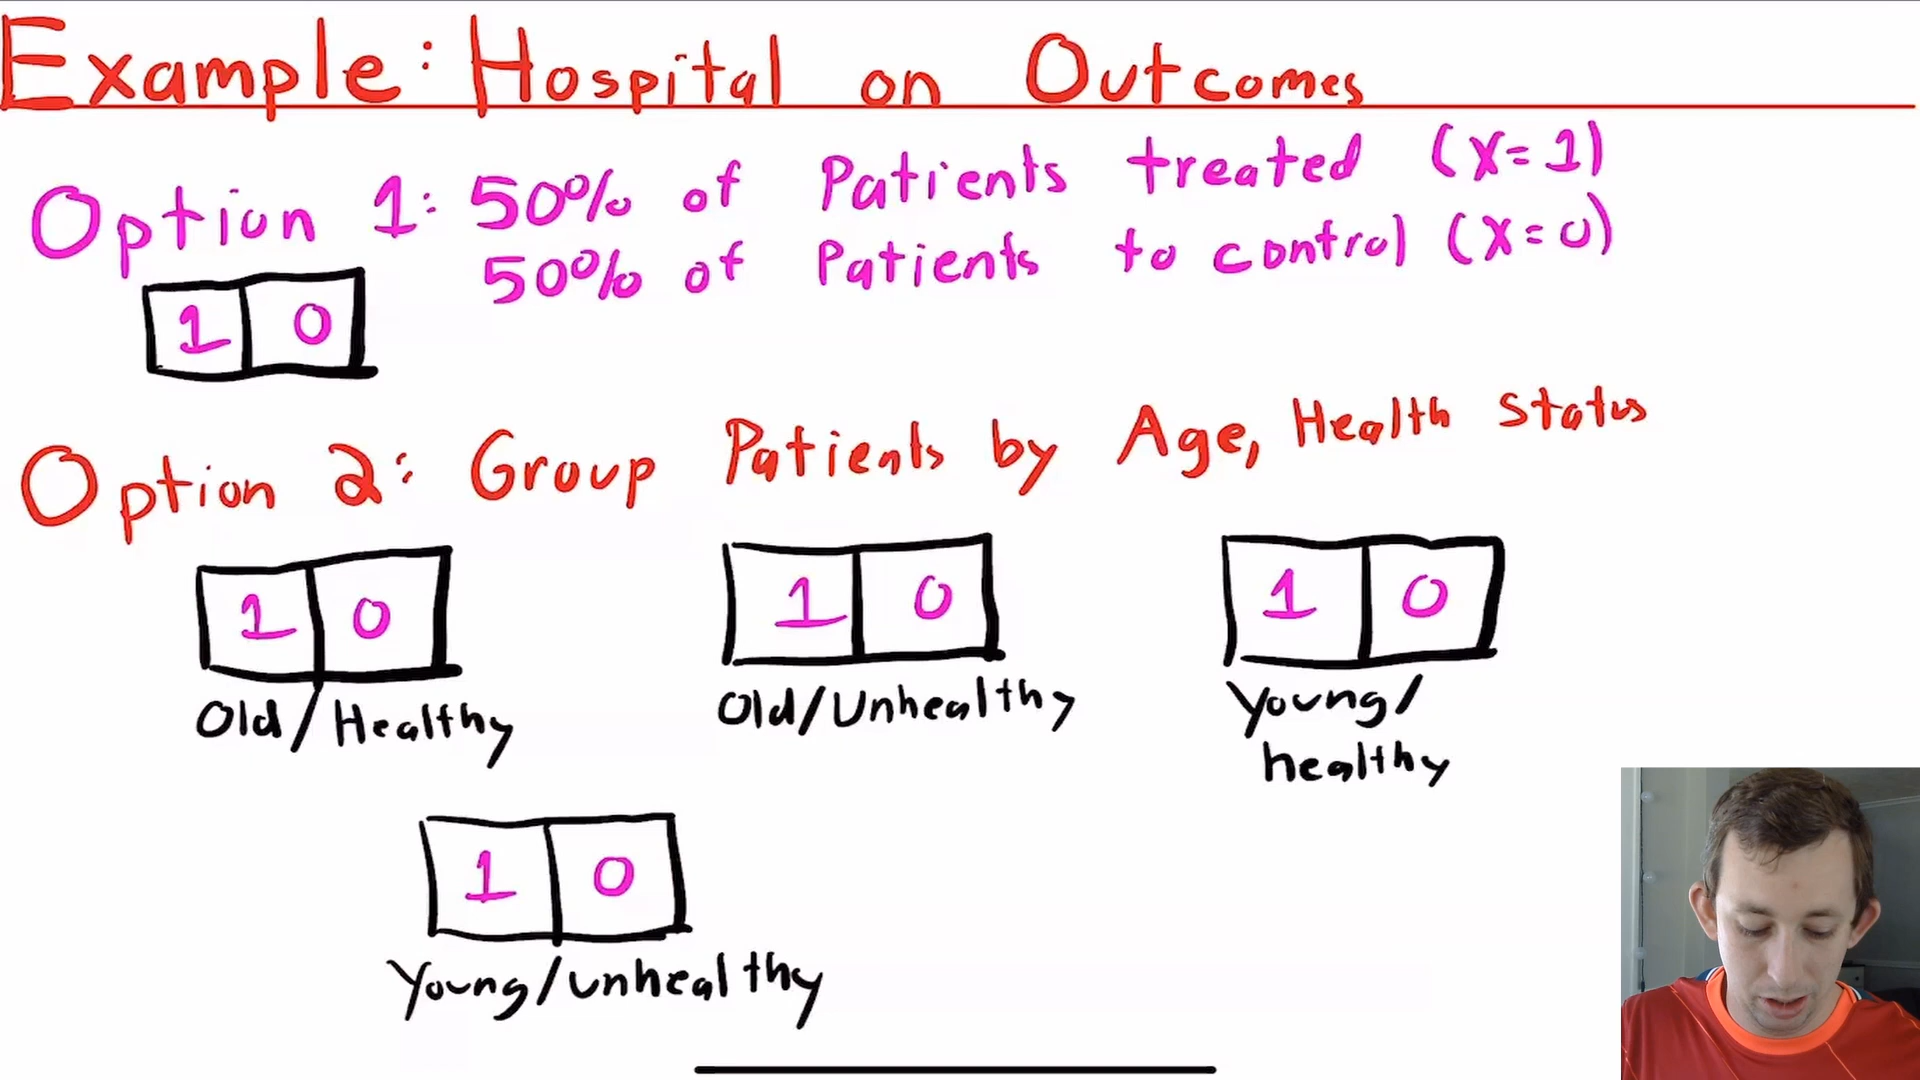 Example: Hospital on Outcomes
Option 1: 50% of Patients treated (X=1)
50% of Patients to control (X=0)
1 0
Option 2: Group Patients by Age, Health Status
1 0
1 0
1 0
Old/Healthy
Old/Unhealthy
Young/
healthy
1 0
Young/unhealthy